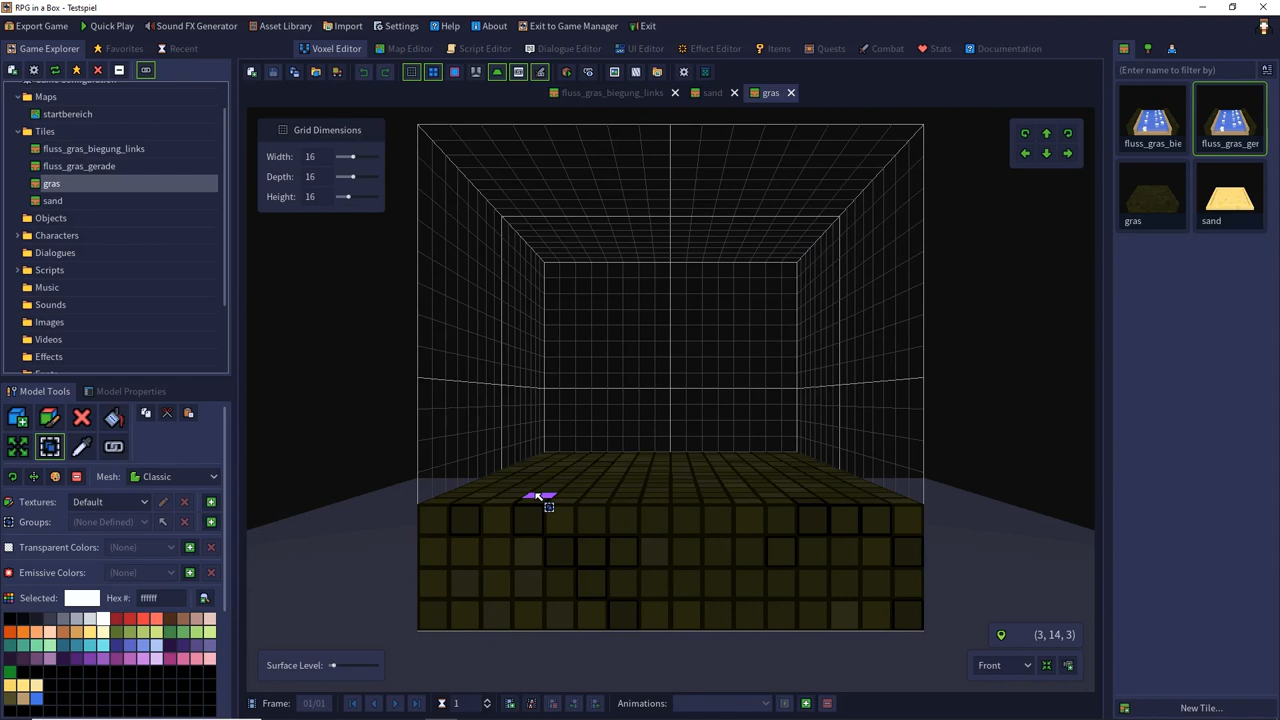 RPG in a Box - Testspiel
Export Game Quick Play Sound FX Generator Asset Library Import Settings Help About Exit to Game Manager Exit
Game Explorer Favorites Recent
Voxel Editor Map Editor Script Editor Dialogue Editor UI Editor Effect Editor Items Quests Combat Stats Documentation
(Enter name to filter by)
fluss_gras_biegung_links sand gras
Maps
startbereich
Tiles
fluss_gras_biegung_links
fluss_gras_gerade
gras
sand
Objects
Characters
Dialogues
Scripts
Music
Sounds
Images
Videos
Effects
Grid Dimensions
Width: 16
Depth: 16
Height: 16
fluss_gras_bie fluss_gras_ger
gras sand
Model Tools Model Properties
Mesh: Classic
Textures: Default
Groups: (None Defined)
Transparent Colors: (None)
Emissive Colors: (None)
Selected: Hex #: ffffff
(3, 14, 3)
Surface Level: Front
Frame: 01/01 1 Animations:
New Tile...